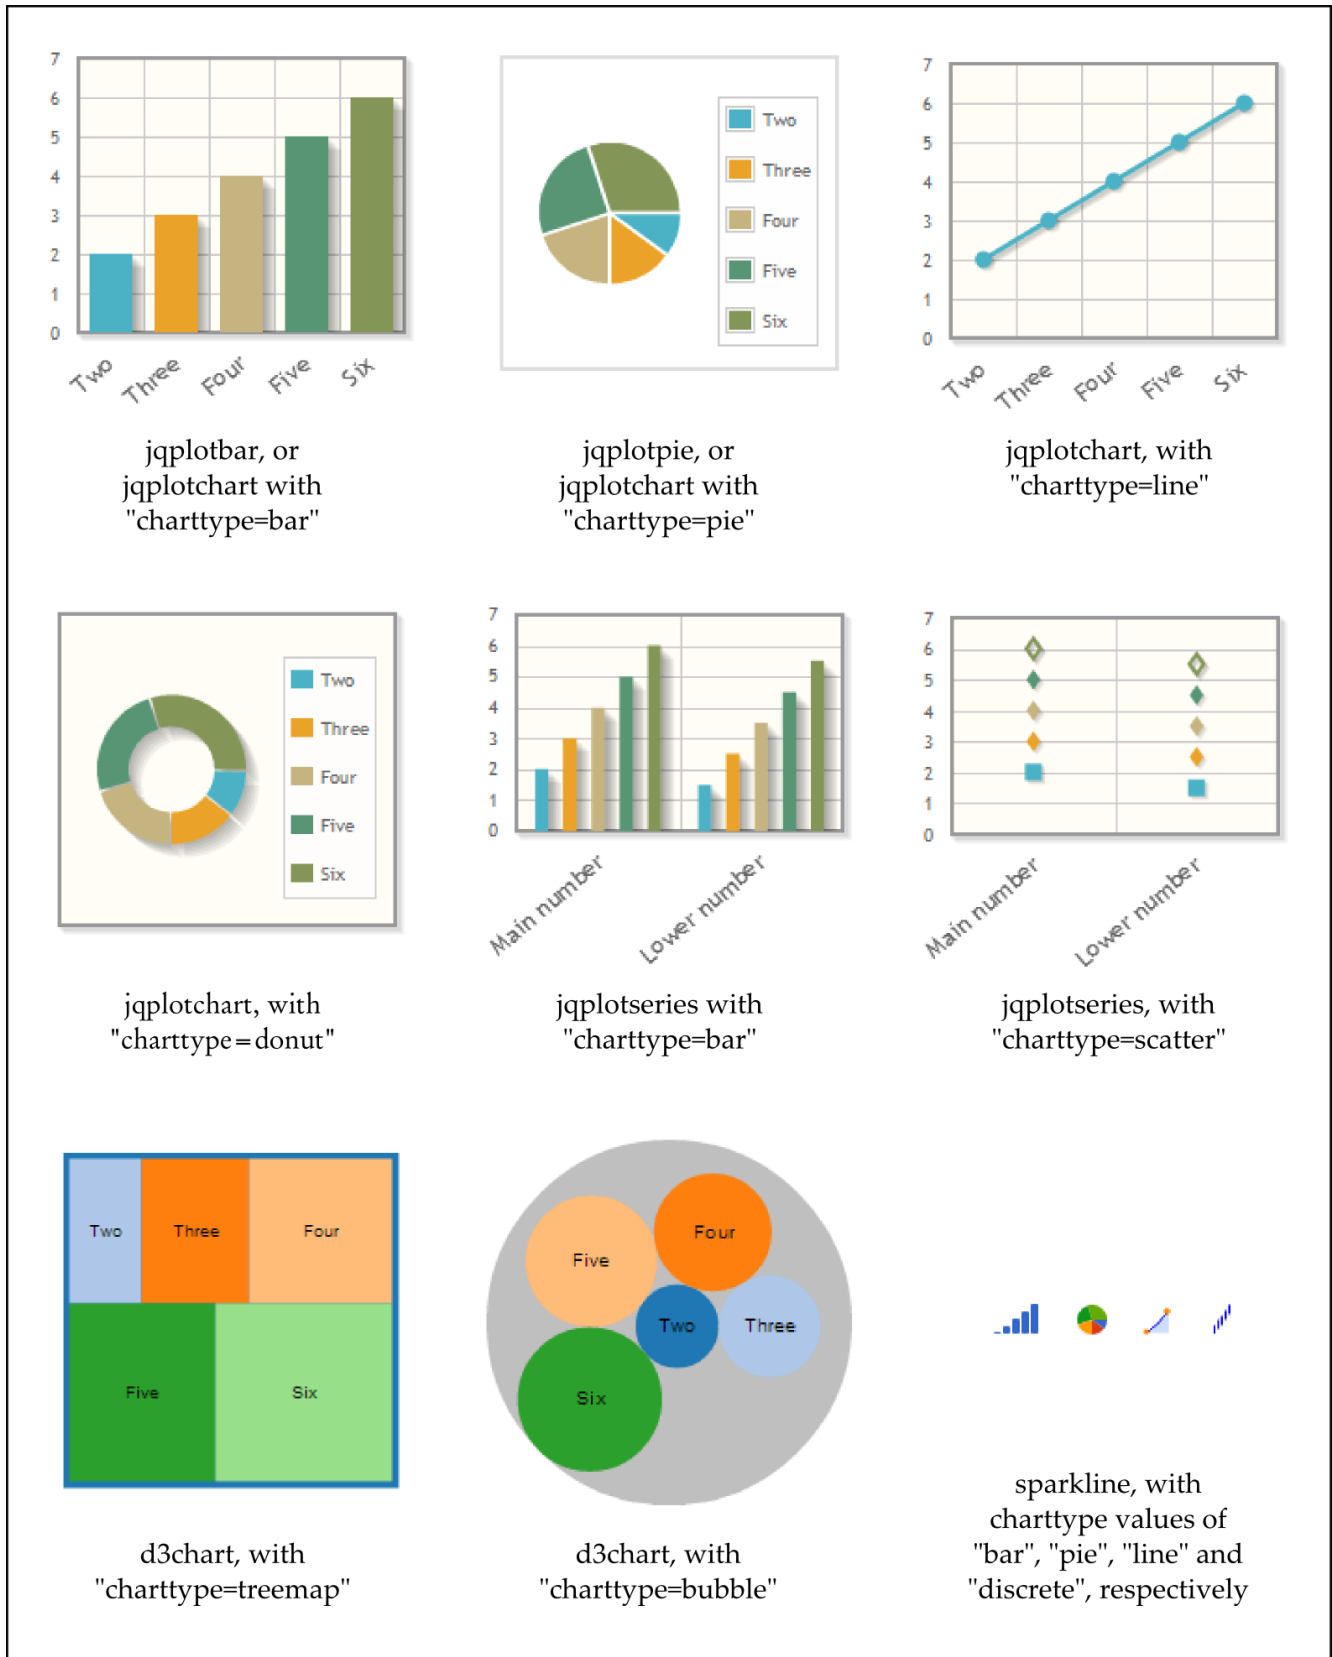 7
6
5
4
3
2
1
0
Two
Three
Four
Five
Six
jqplotbar, or
jqplotchart with
"charttype=bar"
Two
Three
Four
Five
Six
jqplotpie, or
jqplotchart with
"charttype=pie"
7
6
5
4
3
2
1
0
Two
Three
Four
Five
Six
jqplotchart, with
"charttype=line"
Two
Three
Four
Five
Six
jqplotchart, with
"charttype=donut"
7
6
5
4
3
2
1
0
Main number
Lower number
jqplotseries with
"charttype=bar"
7
6
5
4
3
2
1
0
Main number
Lower number
jqplotseries, with
"charttype=scatter"
Two
Three
Four
Five
Six
d3chart, with
"charttype=treemap"
Four
Five
Two
Three
Six
d3chart, with
"charttype=bubble"
sparkline, with
charttype values of
"bar", "pie", "line" and
"discrete", respectively